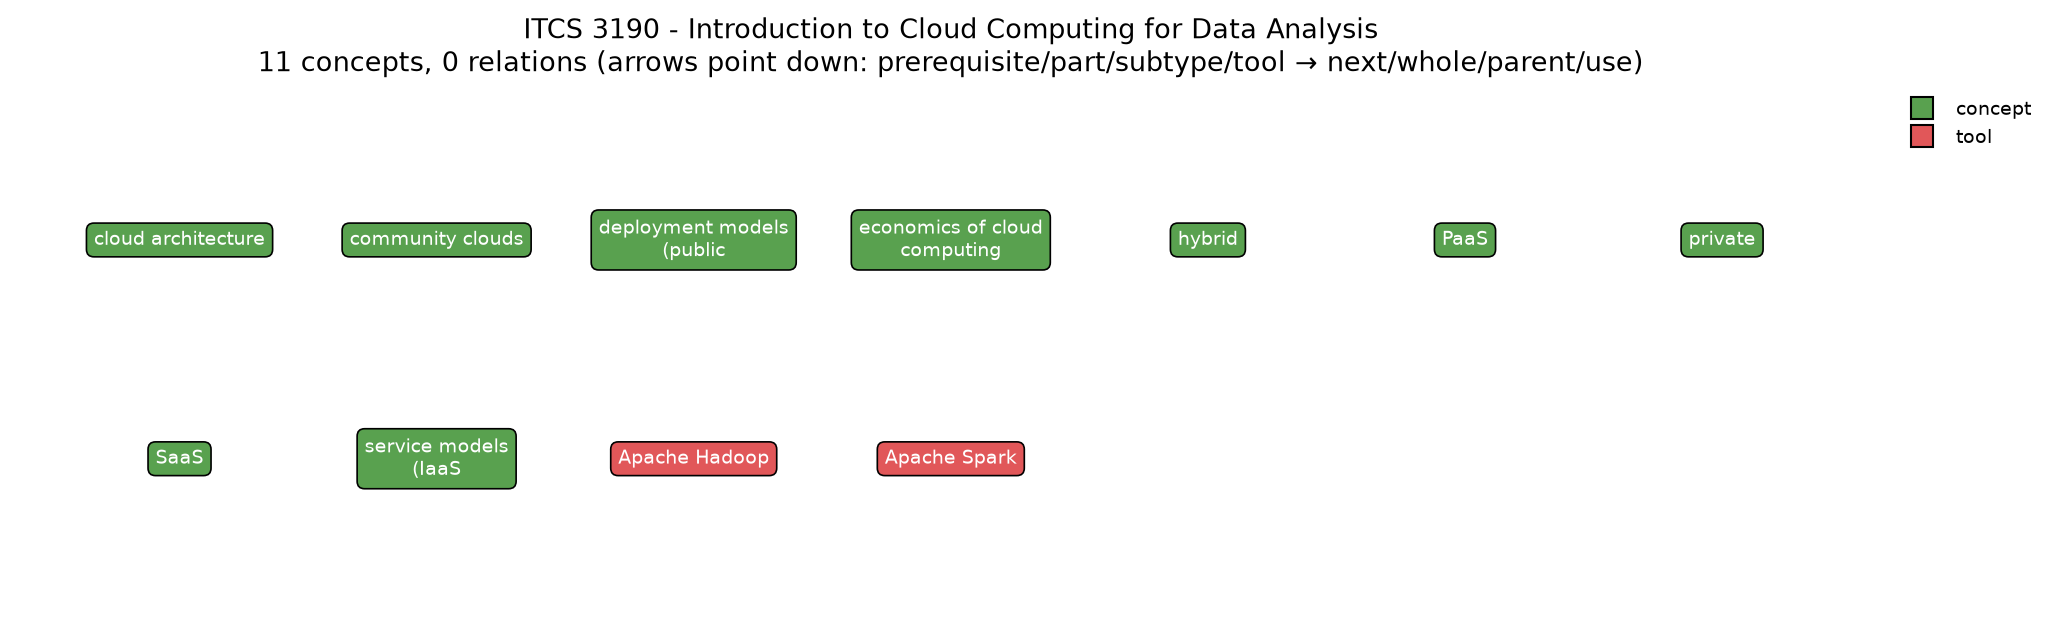 ITCS 3190 - Introduction to Cloud Computing for Data Analysis
11 concepts, 0 relations (arrows point down: prerequisite/part/subtype/tool → next/whole/parent/use)
concept
tool
cloud architecture
community clouds
deployment models
(public
economics of cloud
computing
hybrid
PaaS
private
SaaS
service models
(IaaS
Apache Hadoop
Apache Spark